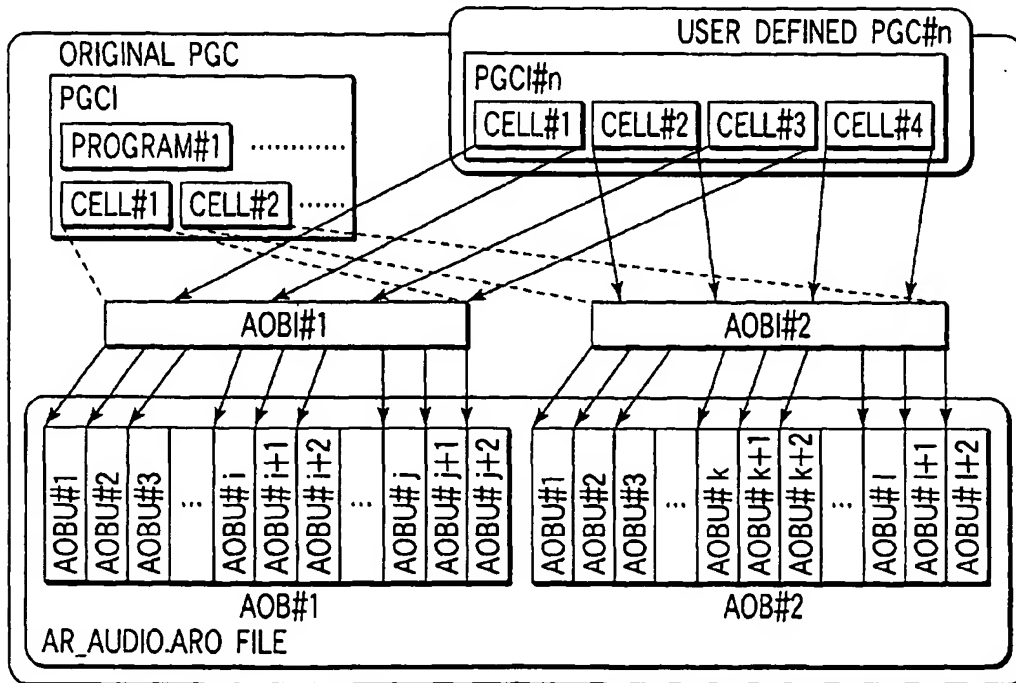 USER DEFINED PGC#n
ORIGINAL PGC
PGCI
PGCI#n
CELL#1 CELL#2 CELL#3 CELL#4
PROGRAM#1 ............
CELL#1 CELL#2 ......
AOBI#1 AOBI#2
AOBU#1
AOBU#2
AOBU#3
...
AOBU# i
AOBU# i+1
AOBU# i+2
...
AOBU# j
AOBU# j+1
AOBU# j+2
AOBU#1
AOBU#2
AOBU#3
...
AOBU# k
AOBU# k+1
AOBU# k+2
...
AOBU# l
AOBU# l+1
AOBU# l+2
AOB#1 AOB#2
AR_AUDIO.ARO FILE